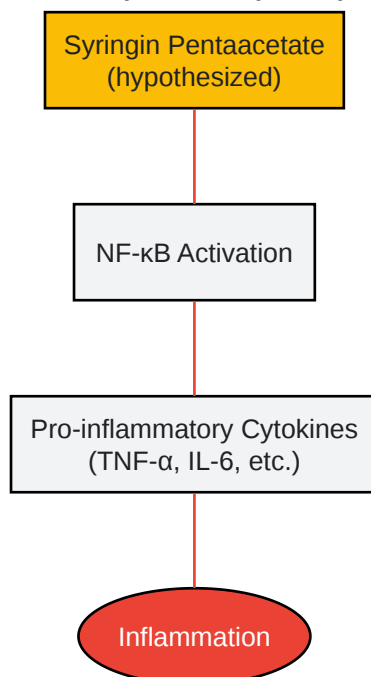 Syringin Pentaacetate
(hypothesized)
NF-κB Activation
Pro-inflammatory Cytokines
(TNF-α, IL-6, etc.)
Inflammation